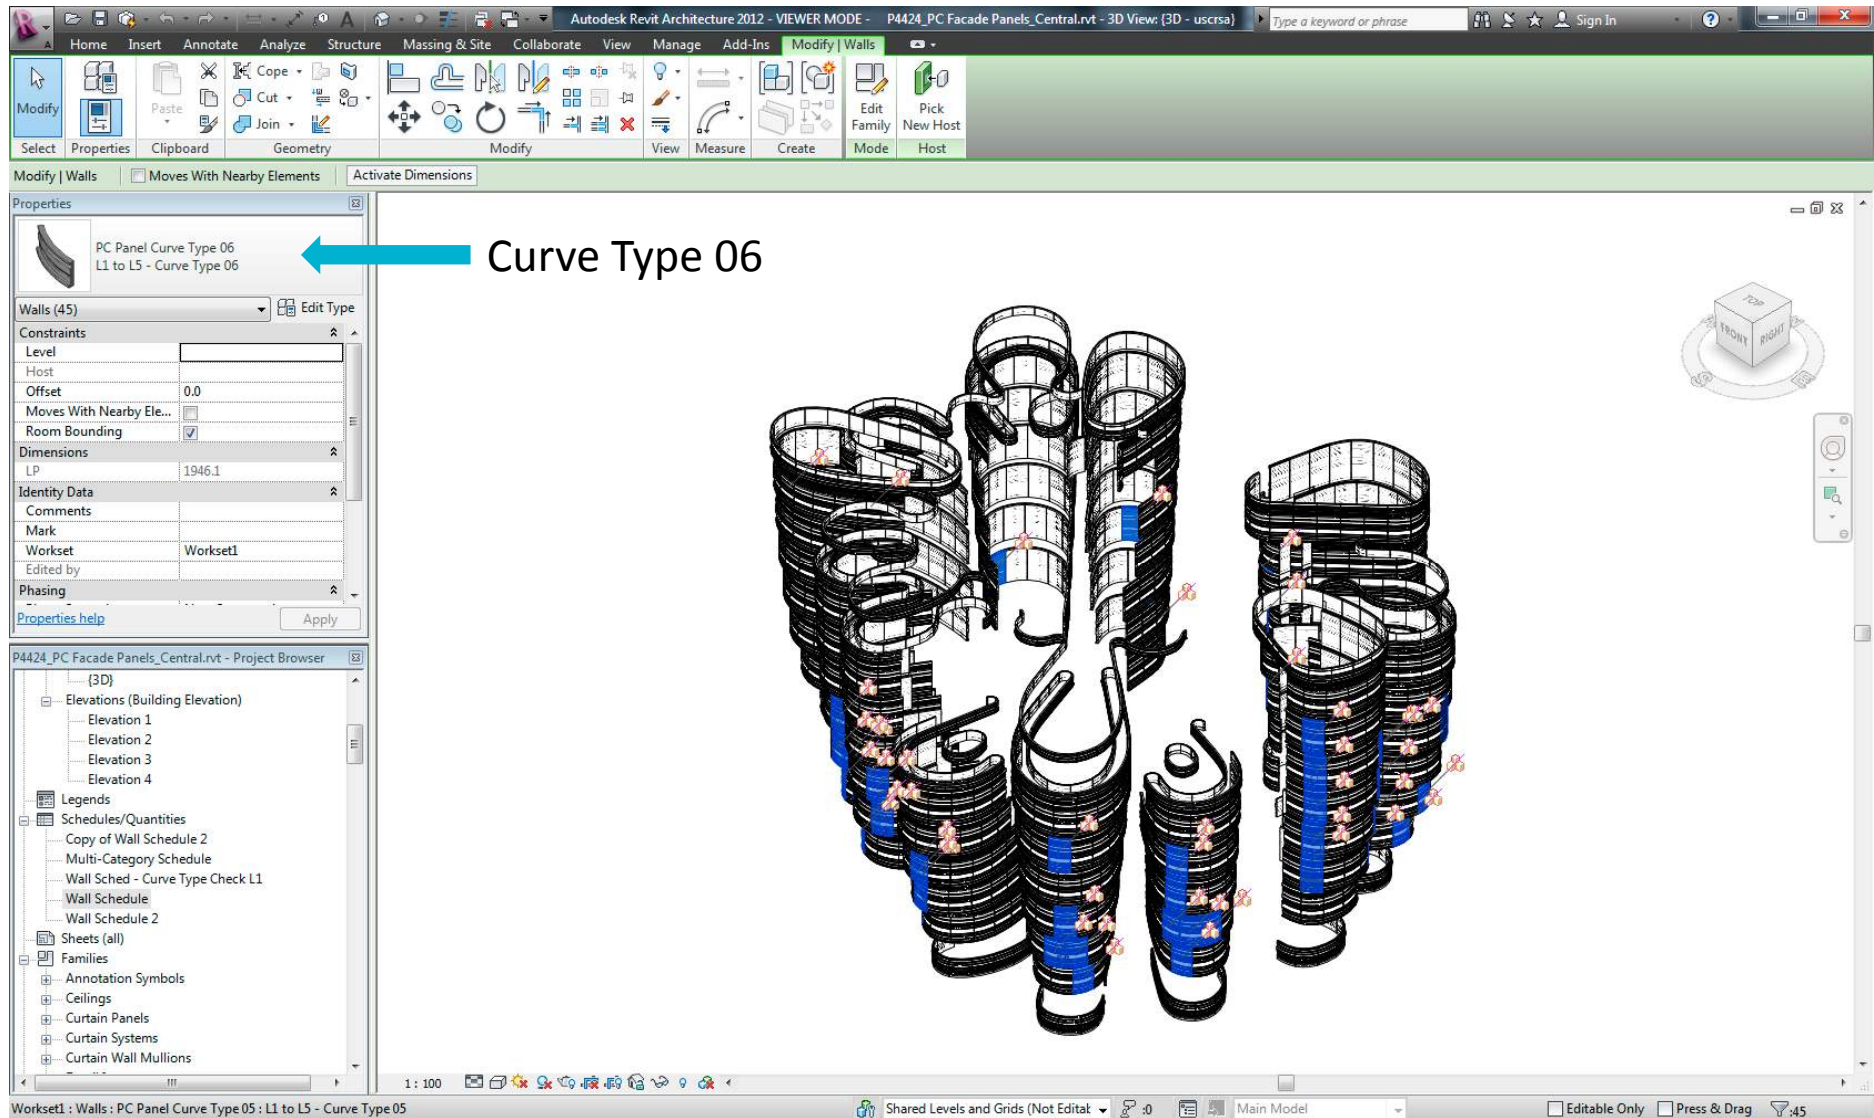 Autodesk Revit Architecture 2012 - VIEWER MODE - P4424_PC Facade Panels_Central.rvt - 3D View: {3D - uscrsa}
Type a keyword or phrase
Sign In
Home Insert Annotate Analyze Structure Massing & Site Collaborate View Manage Add-Ins Modify | Walls
Modify
Paste
Cope
Cut
Join
Edit Family
Pick New Host
Select Properties Clipboard Geometry Modify View Measure Create Mode Host
Modify | Walls Moves With Nearby Elements Activate Dimensions
Properties
PC Panel Curve Type 06
L1 to L5 - Curve Type 06
Curve Type 06
Walls (45) Edit Type
Constraints
Level
Host
Offset 0.0
Moves With Nearby Ele...
Room Bounding
Dimensions
LP 1946.1
Identity Data
Comments
Mark
Workset Workset1
Edited by
Phasing
Properties help Apply
TOP
FRONT
RIGHT
P4424_PC Facade Panels_Central.rvt - Project Browser
{3D}
Elevations (Building Elevation)
Elevation 1
Elevation 2
Elevation 3
Elevation 4
Legends
Schedules/Quantities
Copy of Wall Schedule 2
Multi-Category Schedule
Wall Sched - Curve Type Check L1
Wall Schedule
Wall Schedule 2
Sheets (all)
Families
Annotation Symbols
Ceilings
Curtain Panels
Curtain Systems
Curtain Wall Mullions
1 : 100
Workset1 : Walls : PC Panel Curve Type 05 : L1 to L5 - Curve Type 05
Shared Levels and Grids (Not Editab
:0
Main Model
Editable Only
Press & Drag
:45